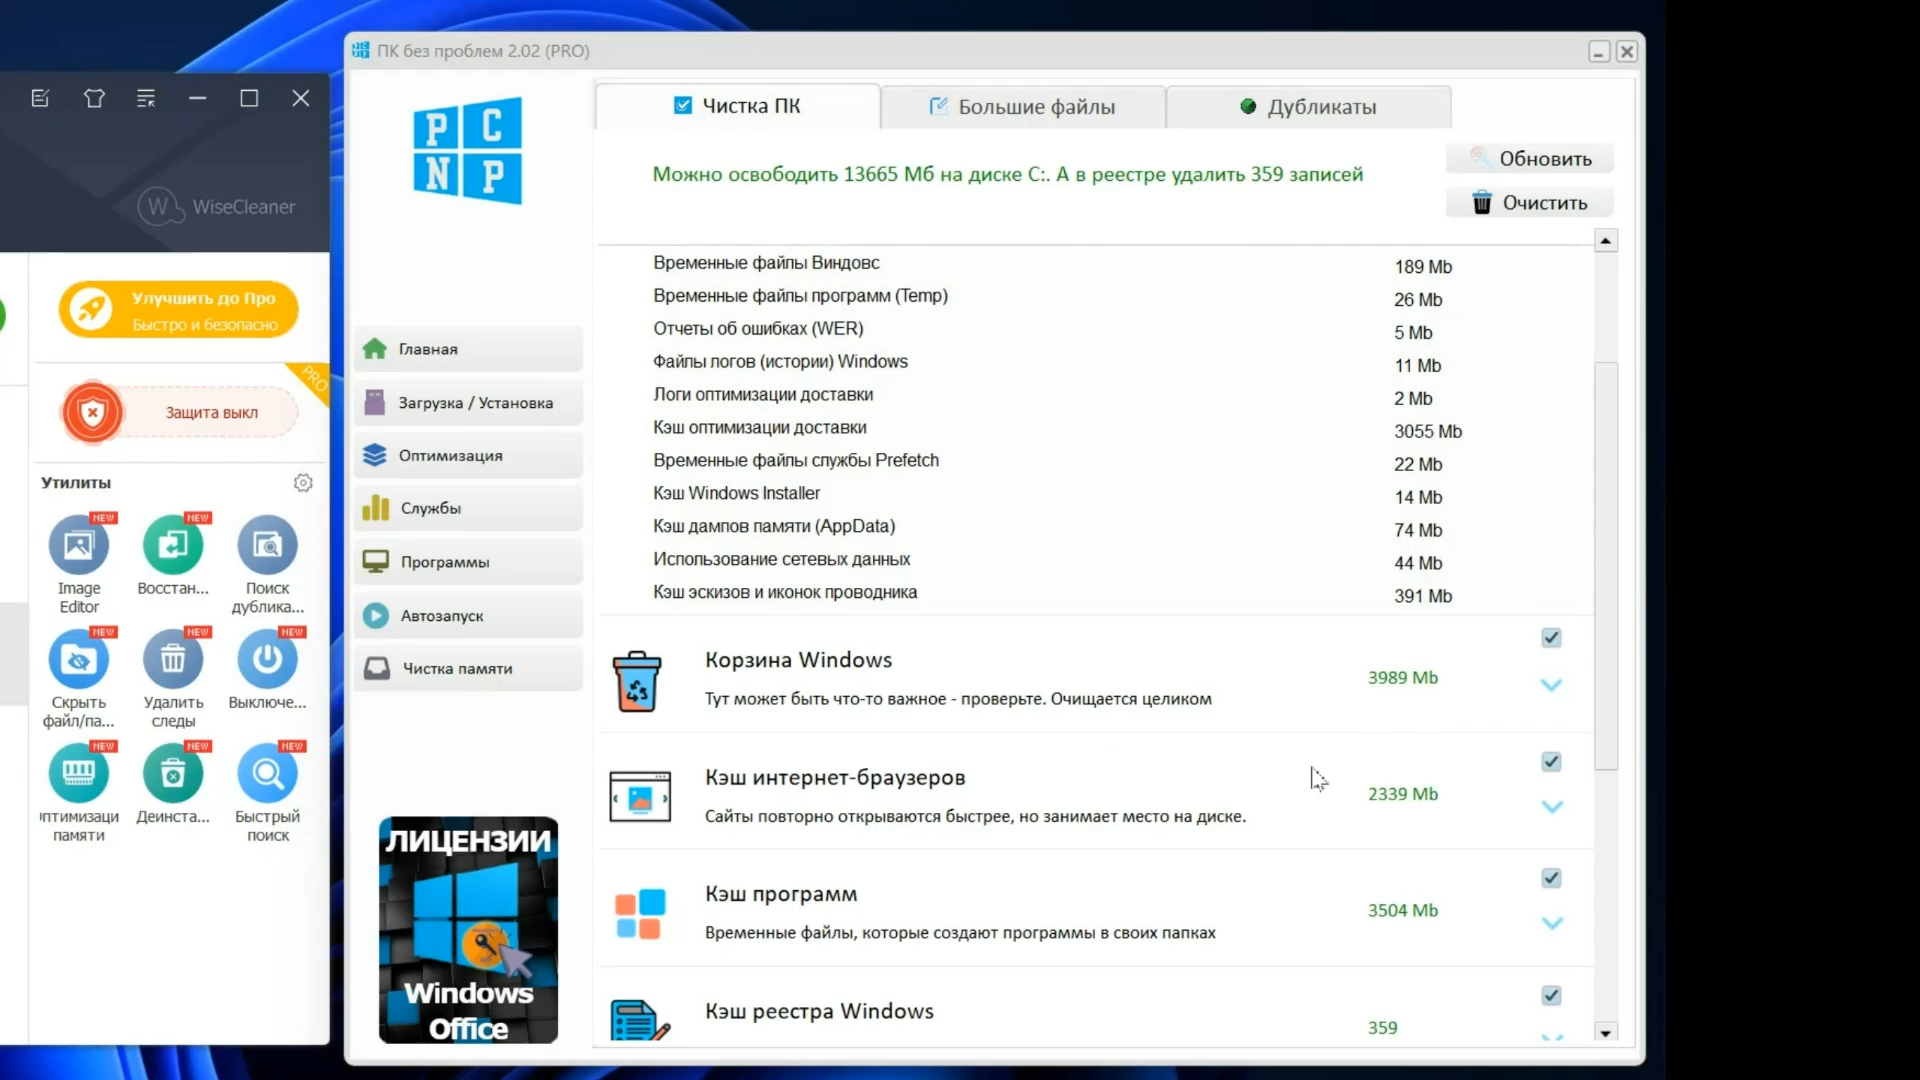 WiseCleaner
Улучшить до Про
Быстро и безопасно
PRO
Защита выкл
Утилиты
NEW
NEW
Image
Editor
Восстан...
Поиск
дублика...
NEW
NEW
NEW
Скрыть
файл/па...
Удалить
следы
Выключе...
NEW
NEW
NEW
птимизаци
памяти
Деинста...
Быстрый
поиск
ПК без проблем 2.02 (PRO)
P C
N P
Главная
Загрузка / Установка
Оптимизация
Службы
Программы
Автозапуск
Чистка памяти
ЛИЦЕНЗИИ
Windows
Office
Чистка ПК
Большие файлы
Дубликаты
Можно освободить 13665 Мб на диске C:. А в реестре удалить 359 записей
Обновить
Очистить
Временные файлы Виндовс 189 Mb
Временные файлы программ (Temp) 26 Mb
Отчеты об ошибках (WER) 5 Mb
Файлы логов (истории) Windows 11 Mb
Логи оптимизации доставки 2 Mb
Кэш оптимизации доставки 3055 Mb
Временные файлы службы Prefetch 22 Mb
Кэш Windows Installer 14 Mb
Кэш дампов памяти (AppData) 74 Mb
Использование сетевых данных 44 Mb
Кэш эскизов и иконок проводника 391 Mb
Корзина Windows
3989 Mb
Тут может быть что-то важное - проверьте. Очищается целиком
Кэш интернет-браузеров
2339 Mb
Сайты повторно открываются быстрее, но занимает место на диске.
Кэш программ
3504 Mb
Временные файлы, которые создают программы в своих папках
Кэш реестра Windows
359